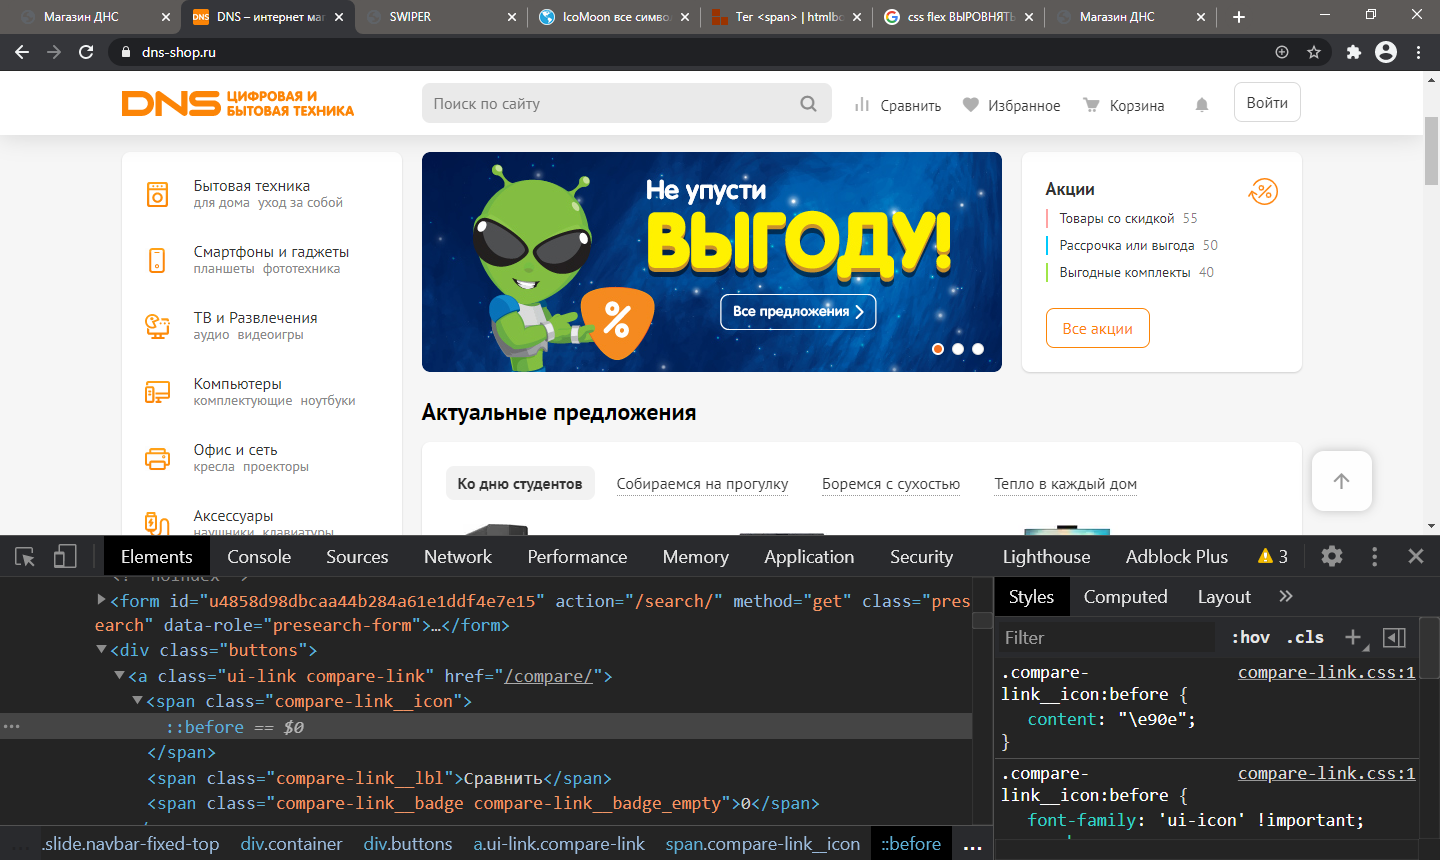 Магазин ДНС
DNS – интернет маг
SWIPER
IcoMoon все симво
Тег <span> | htmlbo
css flex ВЫРОВНЯТЬ
Магазин ДНС
dns-shop.ru
DNS ЦИФРОВАЯ И
БЫТОВАЯ ТЕХНИКА
Поиск по сайту
Сравнить
Избранное
Корзина
Войти
Бытовая техника
для дома уход за собой
Смартфоны и гаджеты
планшеты фототехника
ТВ и Развлечения
аудио видеоигры
Компьютеры
комплектующие ноутбуки
Офис и сеть
кресла проекторы
Аксессуары
наушники клавиатуры
Не упусти
ВЫГОДУ!
%
Все предложения
Акции
Товары со скидкой 55
Рассрочка или выгода 50
Выгодные комплекты 40
Все акции
Актуальные предложения
Ко дню студентов
Собираемся на прогулку
Боремся с сухостью
Тепло в каждый дом
Elements Console Sources Network Performance Memory Application Security Lighthouse Adblock Plus 3
<!--noindex-->
<form id="u4858d98dbcaa44b284a61e1ddf4e7e15" action="/search/" method="get" class="pres
earch" data-role="presearch-form">…</form>
<div class="buttons">
<a class="ui-link compare-link" href="/compare/">
<span class="compare-link__icon">
::before == $0
</span>
<span class="compare-link__lbl">Сравнить</span>
<span class="compare-link__badge compare-link__badge_empty">0</span>
… .slide.navbar-fixed-top div.container div.buttons a.ui-link.compare-link span.compare-link__icon ::before …
Styles Computed Layout »
Filter :hov .cls
.compare- compare-link.css:1
link__icon:before {
content: "\e90e";
}
.compare- compare-link.css:1
link__icon:before {
font-family: 'ui-icon' !important;